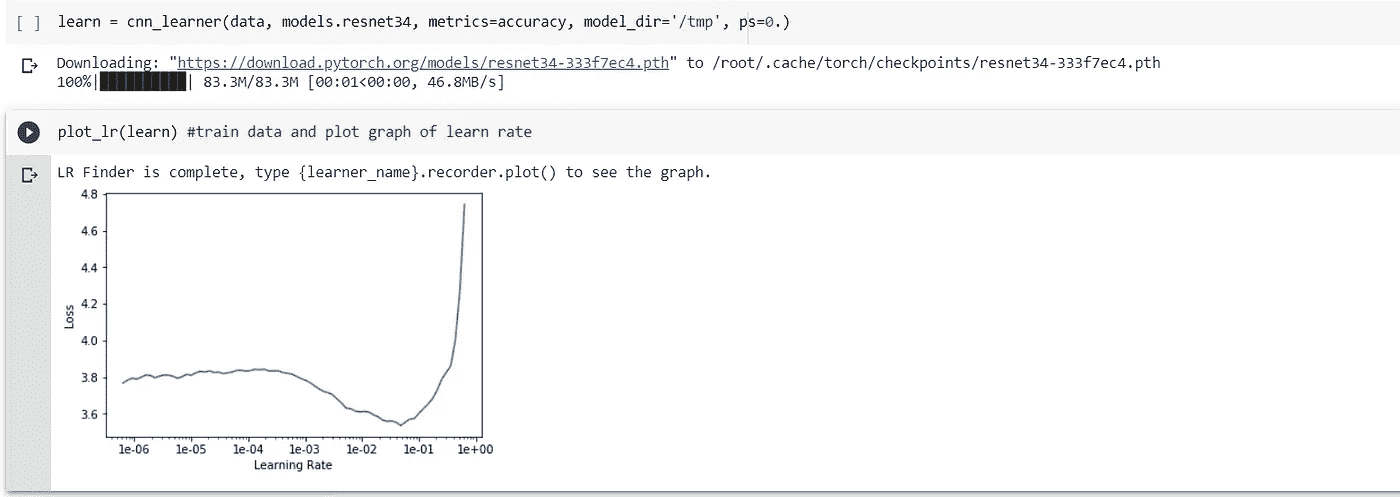 [ ] learn = cnn_learner(data, models.resnet34, metrics=accuracy, model_dir='/tmp', ps=0.)
Downloading: "https://download.pytorch.org/models/resnet34-333f7ec4.pth" to /root/.cache/torch/checkpoints/resnet34-333f7ec4.pth
100%|██████████| 83.3M/83.3M [00:01<00:00, 46.8MB/s]
plot_lr(learn) #train data and plot graph of learn rate
LR Finder is complete, type {learner_name}.recorder.plot() to see the graph.
4.8
4.6
4.4
4.2
4.0
3.8
3.6
Loss
1e-06 1e-05 1e-04 1e-03 1e-02 1e-01 1e+00
Learning Rate